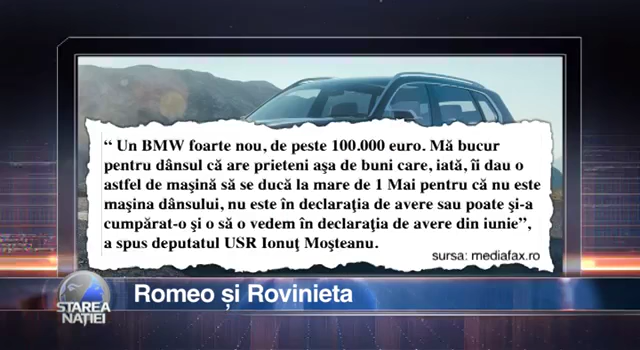 “ Un BMW foarte nou, de peste 100.000 euro. Mă bucur
pentru dânsul că are prieteni aşa de buni care, iată, îi dau o
astfel de maşină să se ducă la mare de 1 Mai pentru că nu este
maşina dânsului, nu este în declaraţia de avere sau poate şi-a
cumpărat-o şi o să o vedem în declaraţia de avere din iunie”,
a spus deputatul USR Ionuţ Moşteanu.
sursa: mediafax.ro
Romeo și Rovinieta
STAREA
NAȚIEI